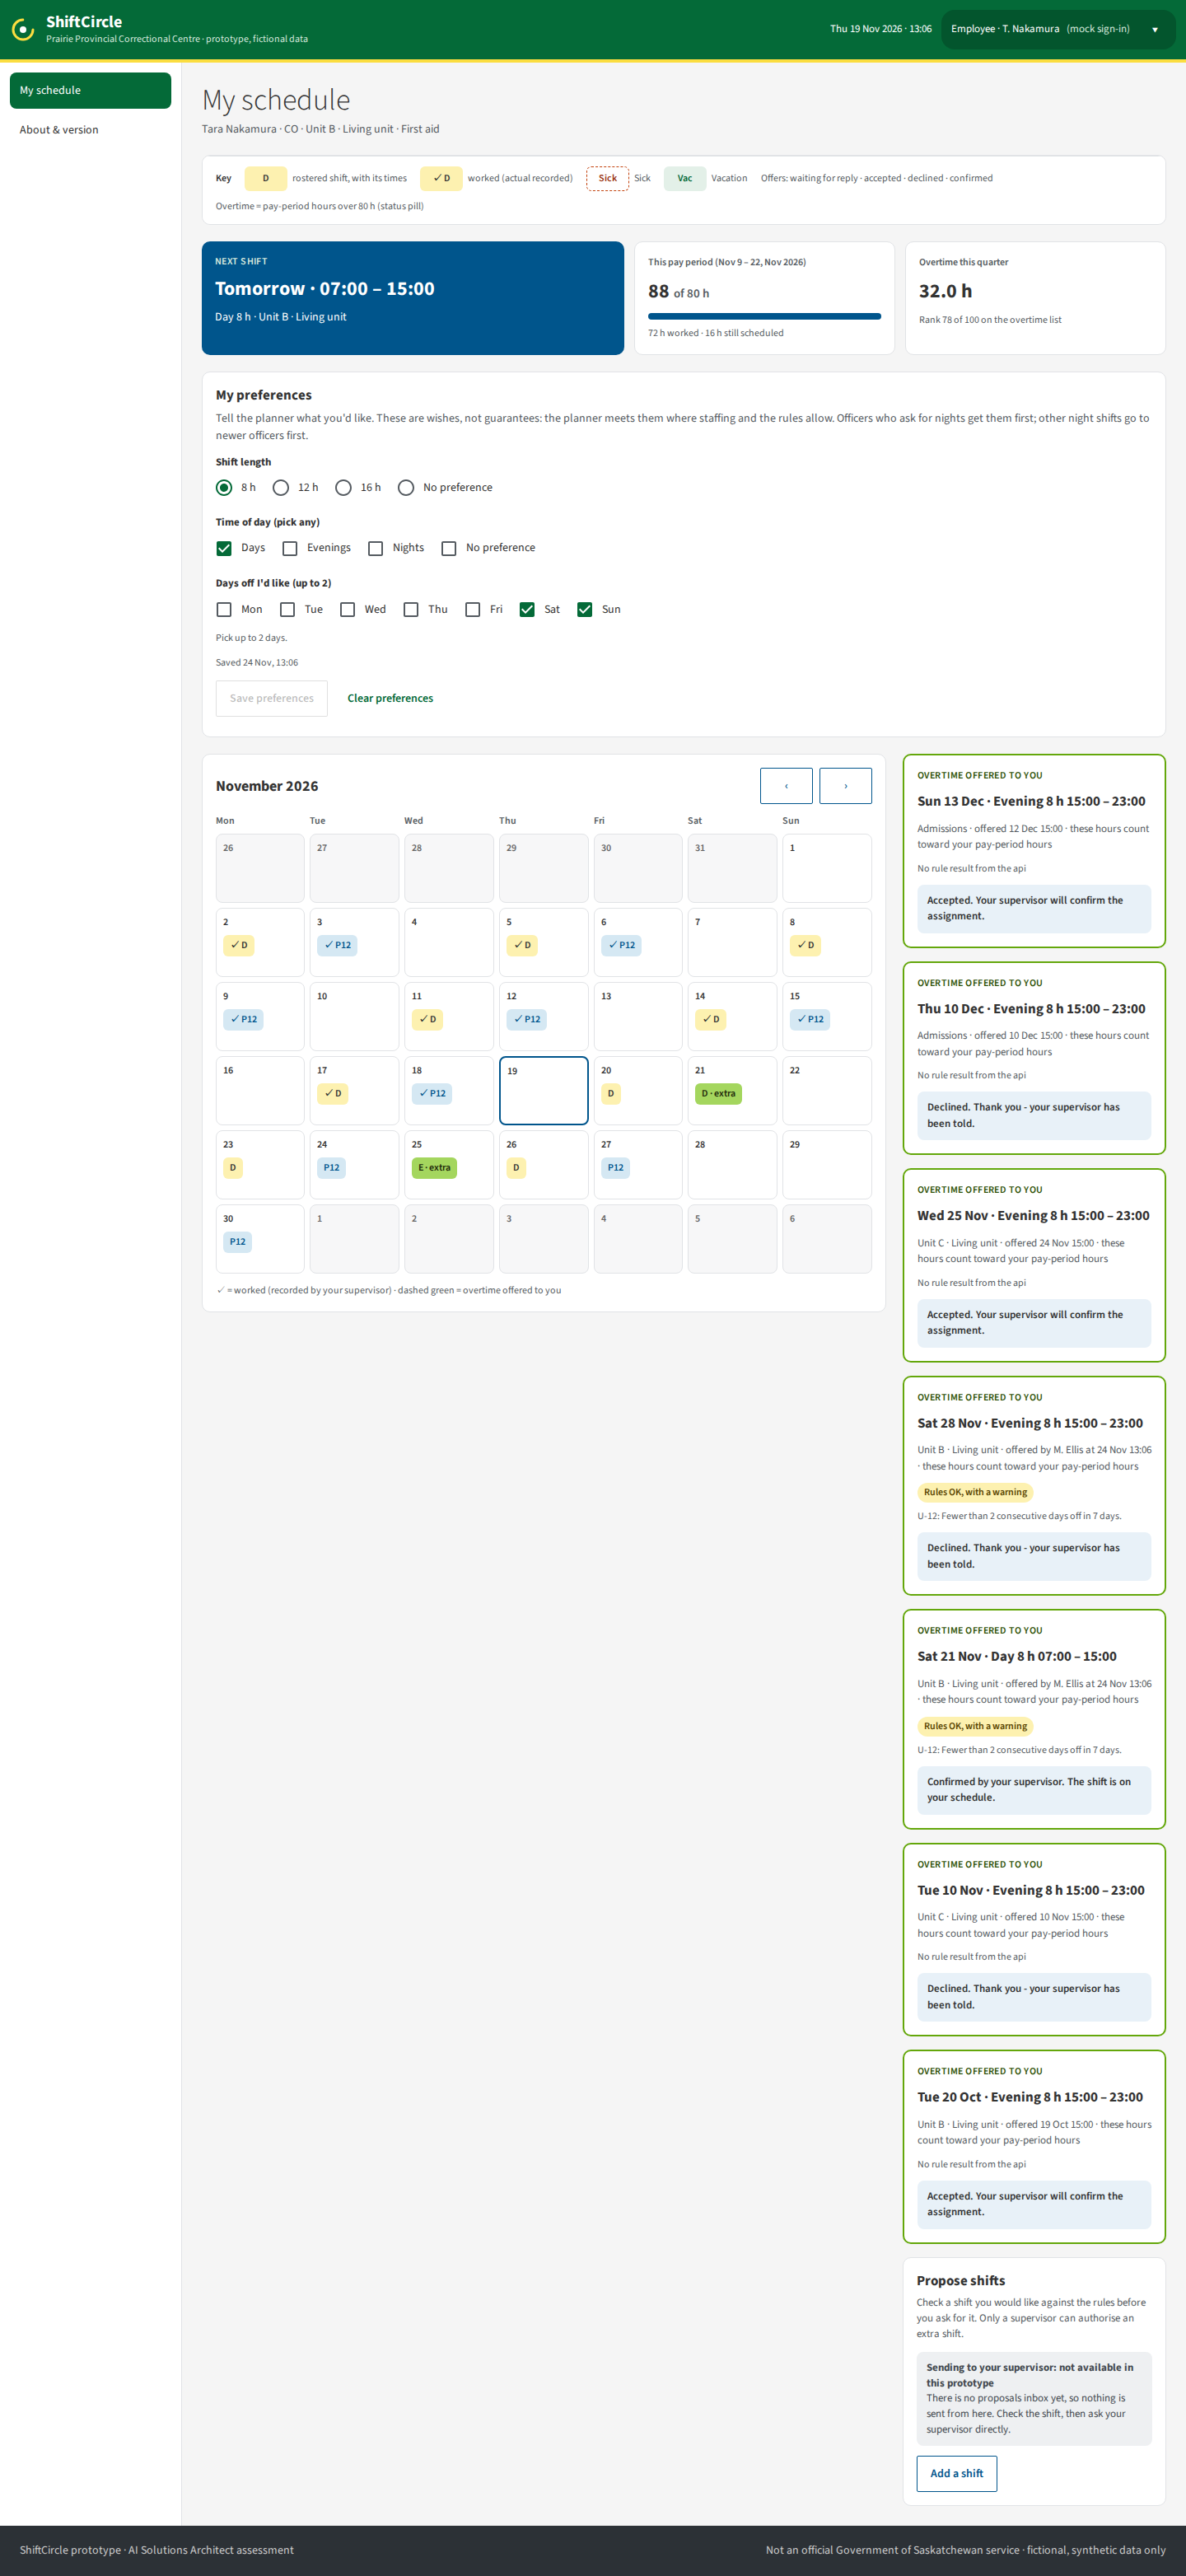 ShiftCircle
Prairie Provincial Correctional Centre · prototype, fictional data
Thu 19 Nov 2026 · 13:06
Employee · T. Nakamura (mock sign-in) ▾
My schedule
About & version
My schedule
Tara Nakamura · CO · Unit B · Living unit · First aid
Key D rostered shift, with its times ✓ D worked (actual recorded) Sick Sick Vac Vacation Offers: waiting for reply · accepted · declined · confirmed
Overtime = pay-period hours over 80 h (status pill)
NEXT SHIFT
Tomorrow · 07:00 – 15:00
Day 8 h · Unit B · Living unit
This pay period (Nov 9 – 22, Nov 2026)
88 of 80 h
72 h worked · 16 h still scheduled
Overtime this quarter
32.0 h
Rank 78 of 100 on the overtime list
My preferences
Tell the planner what you'd like. These are wishes, not guarantees: the planner meets them where staffing and the rules allow. Officers who ask for nights get them first; other night shifts go to
newer officers first.
Shift length
8 h 12 h 16 h No preference
Time of day (pick any)
Days Evenings Nights No preference
Days off I'd like (up to 2)
Mon Tue Wed Thu Fri Sat Sun
Pick up to 2 days.
Saved 24 Nov, 13:06
Save preferences Clear preferences
November 2026 ‹ ›
Mon Tue Wed Thu Fri Sat Sun
26 27 28 29 30 31 1
2 3 4 5 6 7 8
✓ D ✓ P12 ✓ D ✓ P12 ✓ D
9 10 11 12 13 14 15
✓ P12 ✓ D ✓ P12 ✓ D ✓ P12
16 17 18 19 20 21 22
✓ D ✓ P12 D D · extra
23 24 25 26 27 28 29
D P12 E · extra D P12
30 1 2 3 4 5 6
P12
✓ = worked (recorded by your supervisor) · dashed green = overtime offered to you
OVERTIME OFFERED TO YOU
Sun 13 Dec · Evening 8 h 15:00 – 23:00
Admissions · offered 12 Dec 15:00 · these hours count
toward your pay-period hours
No rule result from the api
Accepted. Your supervisor will confirm the
assignment.
OVERTIME OFFERED TO YOU
Thu 10 Dec · Evening 8 h 15:00 – 23:00
Admissions · offered 10 Dec 15:00 · these hours count
toward your pay-period hours
No rule result from the api
Declined. Thank you - your supervisor has
been told.
OVERTIME OFFERED TO YOU
Wed 25 Nov · Evening 8 h 15:00 – 23:00
Unit C · Living unit · offered 24 Nov 15:00 · these
hours count toward your pay-period hours
No rule result from the api
Accepted. Your supervisor will confirm the
assignment.
OVERTIME OFFERED TO YOU
Sat 28 Nov · Evening 8 h 15:00 – 23:00
Unit B · Living unit · offered by M. Ellis at 24 Nov 13:06
· these hours count toward your pay-period hours
Rules OK, with a warning
U-12: Fewer than 2 consecutive days off in 7 days.
Declined. Thank you - your supervisor has
been told.
OVERTIME OFFERED TO YOU
Sat 21 Nov · Day 8 h 07:00 – 15:00
Unit B · Living unit · offered by M. Ellis at 24 Nov 13:06
· these hours count toward your pay-period hours
Rules OK, with a warning
U-12: Fewer than 2 consecutive days off in 7 days.
Confirmed by your supervisor. The shift is on
your schedule.
OVERTIME OFFERED TO YOU
Tue 10 Nov · Evening 8 h 15:00 – 23:00
Unit C · Living unit · offered 10 Nov 15:00 · these
hours count toward your pay-period hours
No rule result from the api
Declined. Thank you - your supervisor has
been told.
OVERTIME OFFERED TO YOU
Tue 20 Oct · Evening 8 h 15:00 – 23:00
Unit B · Living unit · offered 19 Oct 15:00 · these hours
count toward your pay-period hours
No rule result from the api
Accepted. Your supervisor will confirm the
assignment.
Propose shifts
Check a shift you would like against the rules before
you ask for it. Only a supervisor can authorise an
extra shift.
Sending to your supervisor: not available in
this prototype
There is no proposals inbox yet, so nothing is
sent from here. Check the shift, then ask your
supervisor directly.
Add a shift
ShiftCircle prototype · AI Solutions Architect assessment
Not an official Government of Saskatchewan service · fictional, synthetic data only